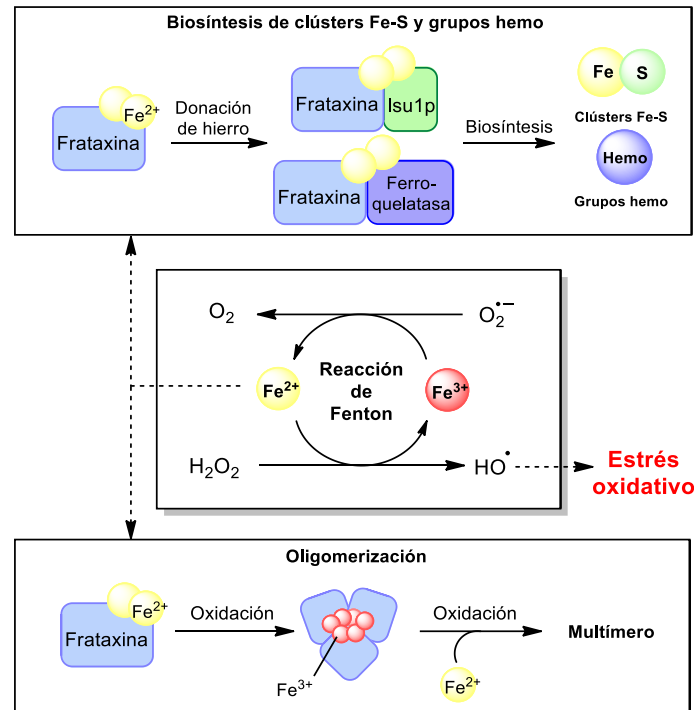 Biosíntesis de clústers Fe-S y grupos hemo
Fe²⁺
Frataxina
Donación
de hierro
Frataxina
Isu1p
Frataxina
Ferro-
quelatasa
Biosíntesis
Fe
S
Clústers Fe-S
Hemo
Grupos hemo
O₂
O₂•−
Fe²⁺
Reacción
de
Fenton
Fe³⁺
H₂O₂
HO•
Estrés
oxidativo
Oligomerización
Fe²⁺
Frataxina
Oxidación
Fe³⁺
Oxidación
Fe²⁺
Multímero